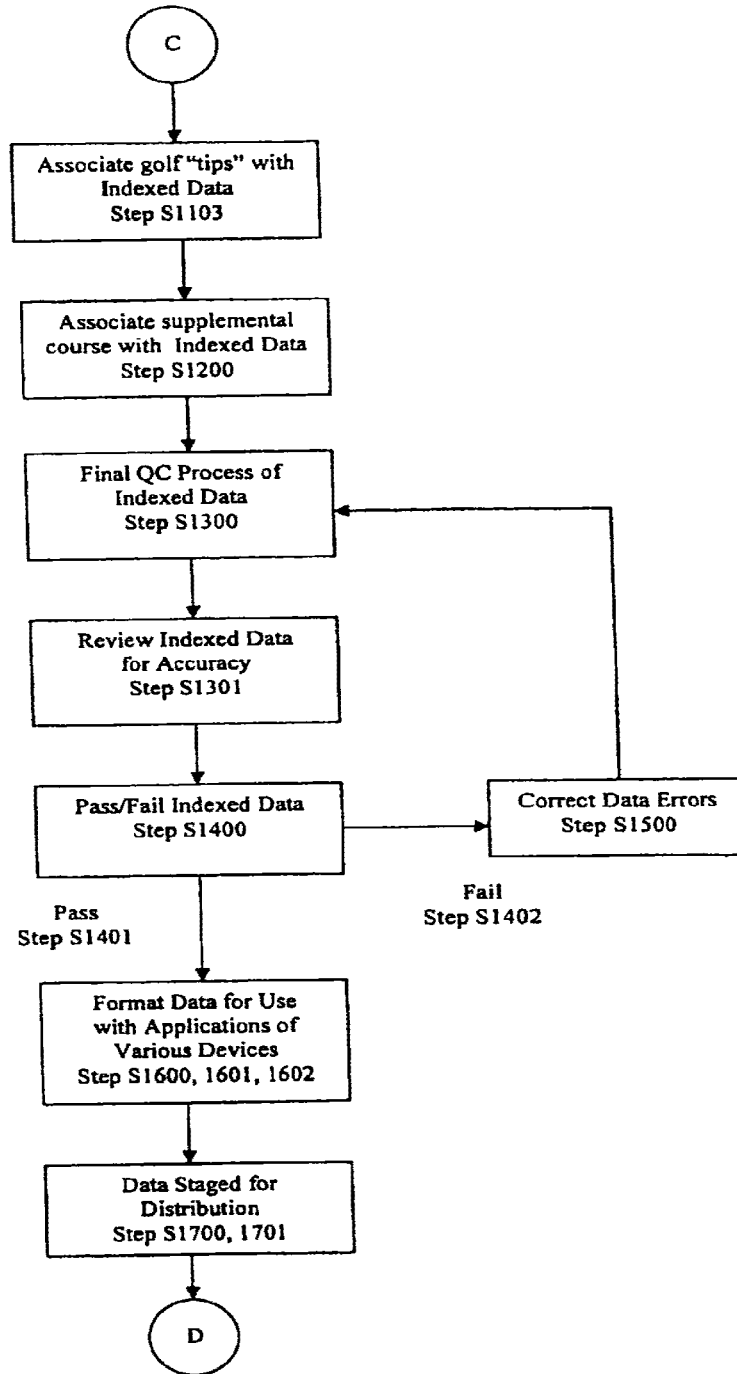 C
Associate golf "tips" with
Indexed Data
Step S1103
Associate supplemental
course with Indexed Data
Step S1200
Final QC Process of
Indexed Data
Step S1300
Review Indexed Data
for Accuracy
Step S1301
Pass/Fail Indexed Data
Step S1400
Correct Data Errors
Step S1500
Fail
Step S1402
Pass
Step S1401
Format Data for Use
with Applications of
Various Devices
Step S1600, 1601, 1602
Data Staged for
Distribution
Step S1700, 1701
D